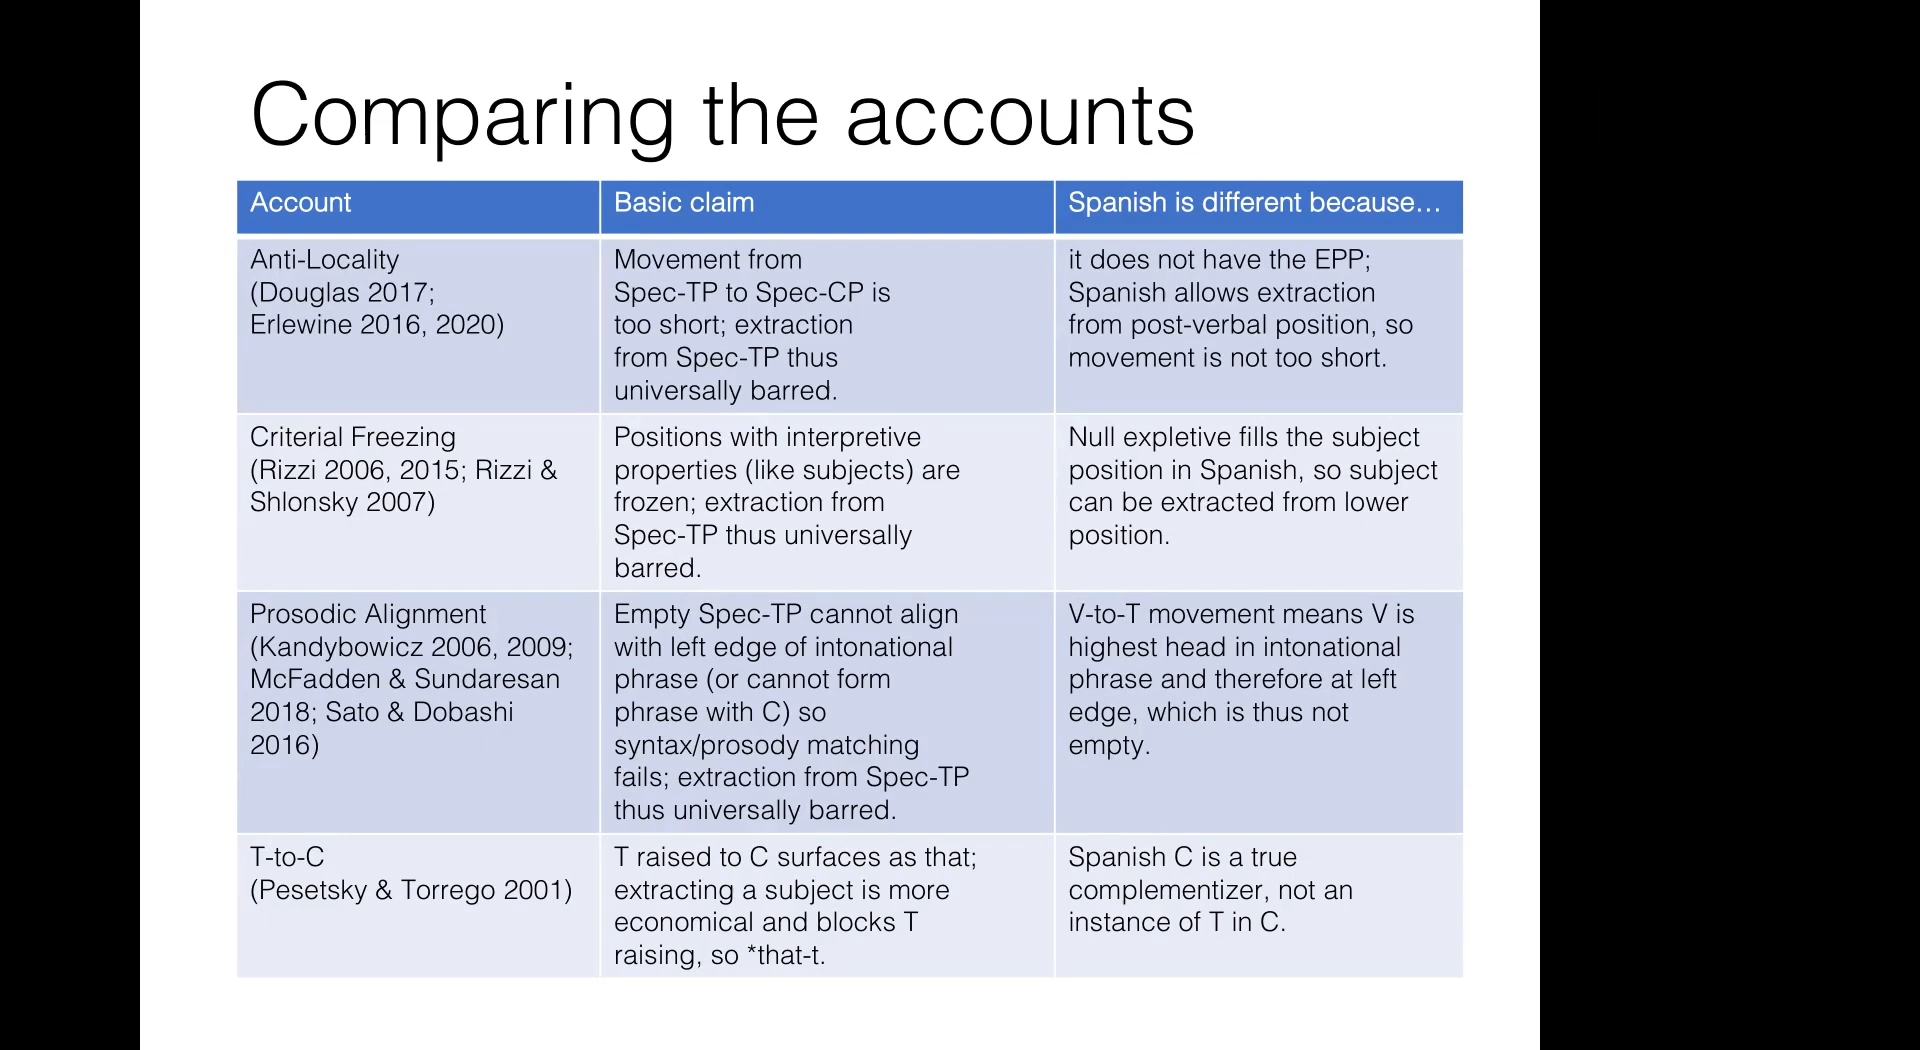 Comparing the accounts
Account
Basic claim
Spanish is different because…
Anti-Locality
(Douglas 2017;
Erlewine 2016, 2020)
Movement from
Spec-TP to Spec-CP is
too short; extraction
from Spec-TP thus
universally barred.
it does not have the EPP;
Spanish allows extraction
from post-verbal position, so
movement is not too short.
Criterial Freezing
(Rizzi 2006, 2015; Rizzi &
Shlonsky 2007)
Positions with interpretive
properties (like subjects) are
frozen; extraction from
Spec-TP thus universally
barred.
Null expletive fills the subject
position in Spanish, so subject
can be extracted from lower
position.
Prosodic Alignment
(Kandybowicz 2006, 2009;
McFadden & Sundaresan
2018; Sato & Dobashi
2016)
Empty Spec-TP cannot align
with left edge of intonational
phrase (or cannot form
phrase with C) so
syntax/prosody matching
fails; extraction from Spec-TP
thus universally barred.
V-to-T movement means V is
highest head in intonational
phrase and therefore at left
edge, which is thus not
empty.
T-to-C
(Pesetsky & Torrego 2001)
T raised to C surfaces as that;
extracting a subject is more
economical and blocks T
raising, so *that-t.
Spanish C is a true
complementizer, not an
instance of T in C.